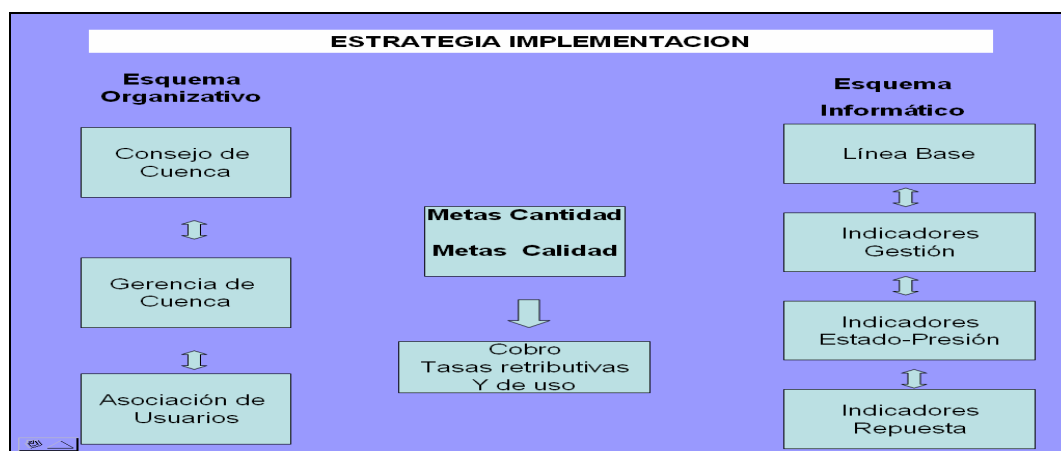 ESTRATEGIA IMPLEMENTACION
Esquema
Organizativo
Consejo de
Cuenca
Gerencia de
Cuenca
Asociación de
Usuarios
Metas Cantidad
Metas Calidad
Cobro
Tasas retributivas
Y de uso
Esquema
Informático
Línea Base
Indicadores
Gestión
Indicadores
Estado-Presión
Indicadores
Repuesta